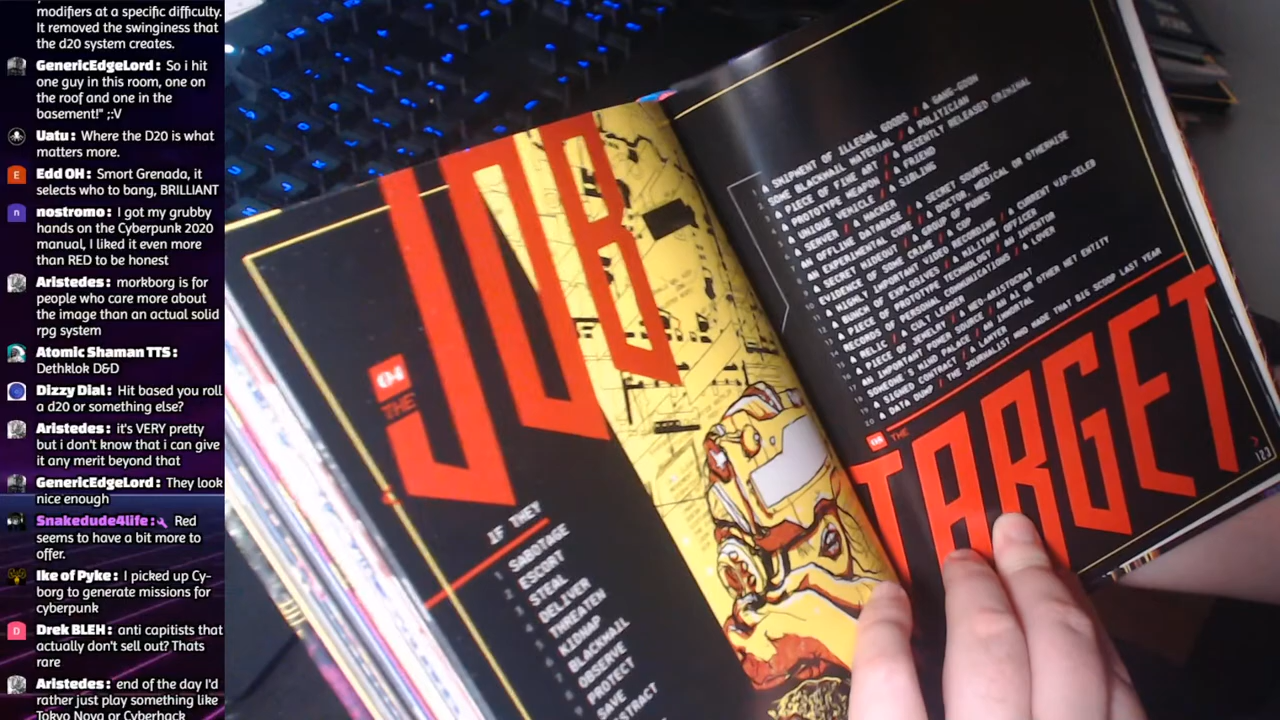 modifiers at a specific difficulty.
It removed the swinginess that
the d20 system creates.
GenericEdgeLord: So i hit
one guy in this room, one on
the roof and one in the
basement!" ;:V
Uatu: Where the D20 is what
matters more.
Edd OH: Smort Grenada, it
selects who to bang, BRILLIANT
nostromo: I got my grubby
hands on the Cyberpunk 2020
manual, I liked it even more
than RED to be honest
Aristedes: morkborg is for
people who care more about
the image than an actual solid
rpg system
Atomic Shaman TTS:
Dethklok D&D
Dizzy Dial: Hit based you roll
a d20 or something else?
Aristedes: it's VERY pretty
but i don't know that i can give
it any merit beyond that
GenericEdgeLord: They look
nice enough
Snakedude4life: Red
seems to have a bit more to
offer.
Ike of Pyke: I picked up Cy-
borg to generate missions for
cyberpunk
Drek BLEH: anti capitists that
actually don't sell out? Thats
rare
Aristedes: end of the day I'd
rather just play something like
Tokyo Nova or Cyberhack
04
THE
JOB
IF THEY
1 SABOTAGE
2 ESCORT
3 STEAL
4 DELIVER
THREATEN
KIDNAP
BLACKMAIL
OBSERVE
PROTECT
SAVE
A SHIPMENT OF ILLEGAL GOODS / A GANG-GOON
SOME BLACKMAIL MATERIAL / A POLITICIAN
A PIECE OF FINE ART / A RECENTLY RELEASED CRIMINAL
A PROTOTYPE WEAPON / A FRIEND
A UNIQUE VEHICLE / A SIBLING
A SERVER / A HACKER
AN OFFLINE DATABASE / A SECRET SOURCE
AN EXPERIMENTAL CURE / A DOCTOR, MEDICAL OR OTHERWISE
A SECRET HIDEOUT / A GROUP OF PUNKS
EVIDENCE OF SOME CRIME / A COP
A HIGHLY IMPORTANT VIDEO RECORDING / A CURRENT VIP-CELEB
A BUNCH OF EXPLOSIVES / A MILITARY OFFICER
A PIECE OF PROTOTYPE TECHNOLOGY / AN INVENTOR
RECORDS OF PERSONAL COMMUNICATIONS / A LOVER
A RELIC / A CULT LEADER
A PIECE OF JEWELRY / A NEO-ARISTOCRAT
AN IMPORTANT POWER SOURCE / AN AI OR OTHER NET ENTITY
SOMEONE'S MIND PALACE / AN IMMORTAL
A SIGNED CONTRACT / A LAWYER
20 A DATA DUMP / THE JOURNALIST WHO MADE THAT BIG SCOOP LAST YEAR
05 THE
TARGET
123